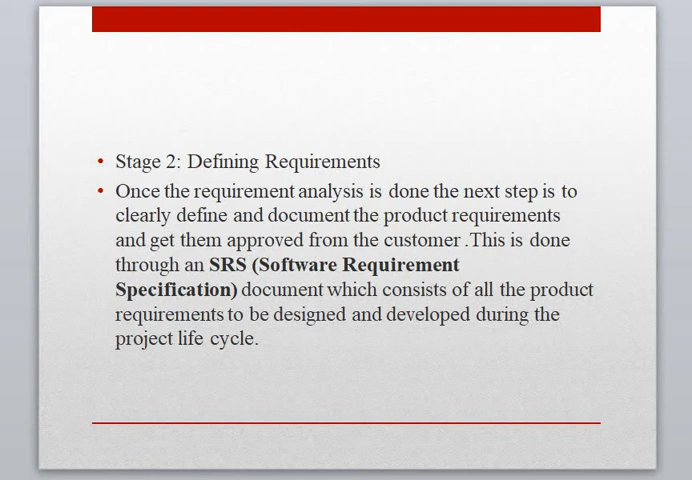 • Stage 2: Defining Requirements
• Once the requirement analysis is done the next step is to
clearly define and document the product requirements
and get them approved from the customer .This is done
through an SRS (Software Requirement
Specification) document which consists of all the product
requirements to be designed and developed during the
project life cycle.